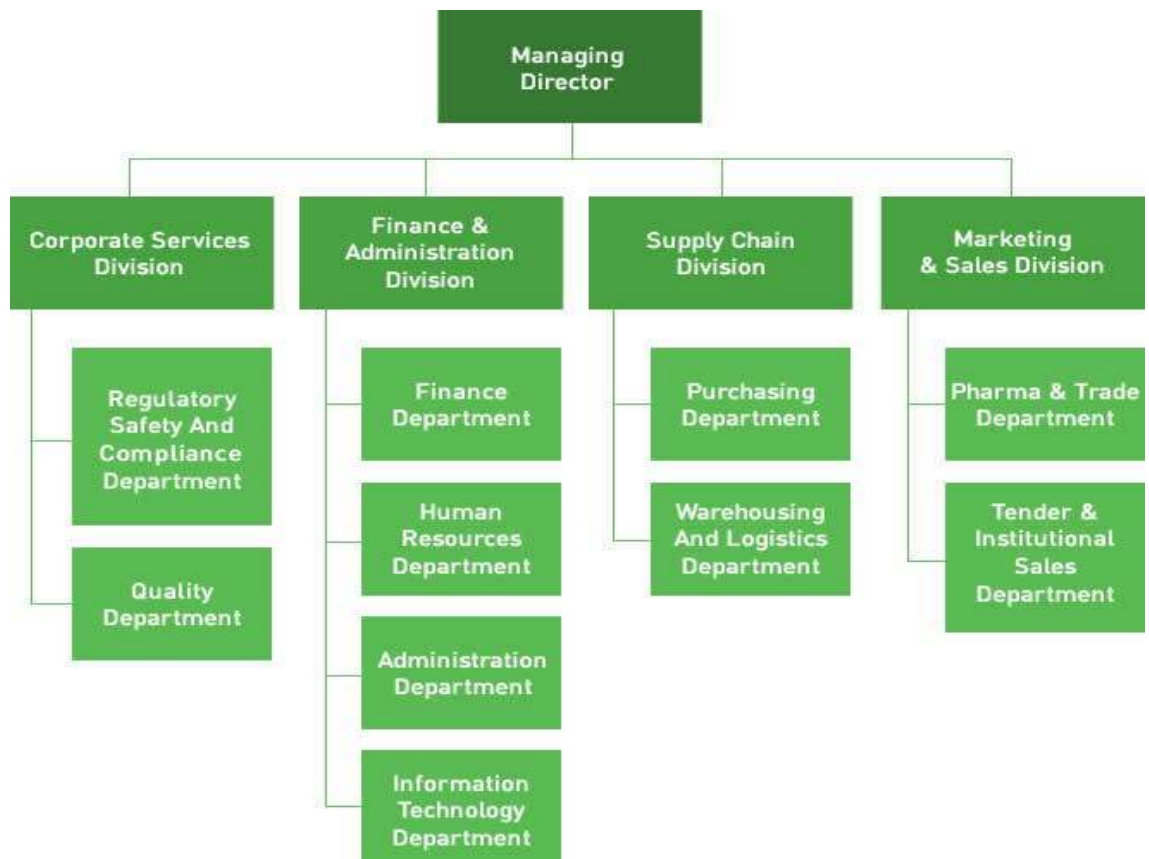 Managing
Director
Corporate Services
Division
Finance &
Administration
Division
Supply Chain
Division
Marketing
& Sales Division
Regulatory
Safety And
Compliance
Department
Quality
Department
Finance
Department
Human
Resources
Department
Administration
Department
Information
Technology
Department
Purchasing
Department
Warehousing
And Logistics
Department
Pharma & Trade
Department
Tender &
Institutional
Sales
Department